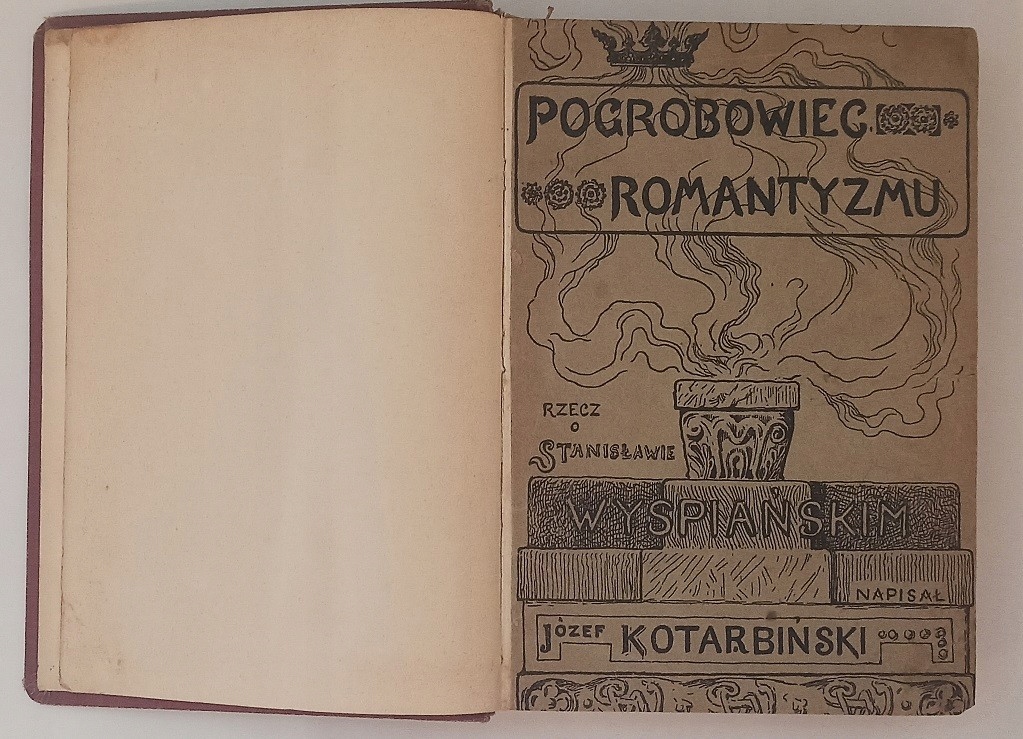 POGROBOWIEC
ROMANTYZMU
RZECZ
O
STANISŁAWIE
WYSPIAŃSKIM
NAPISAŁ
JÓZEF KOTARBIŃSKI